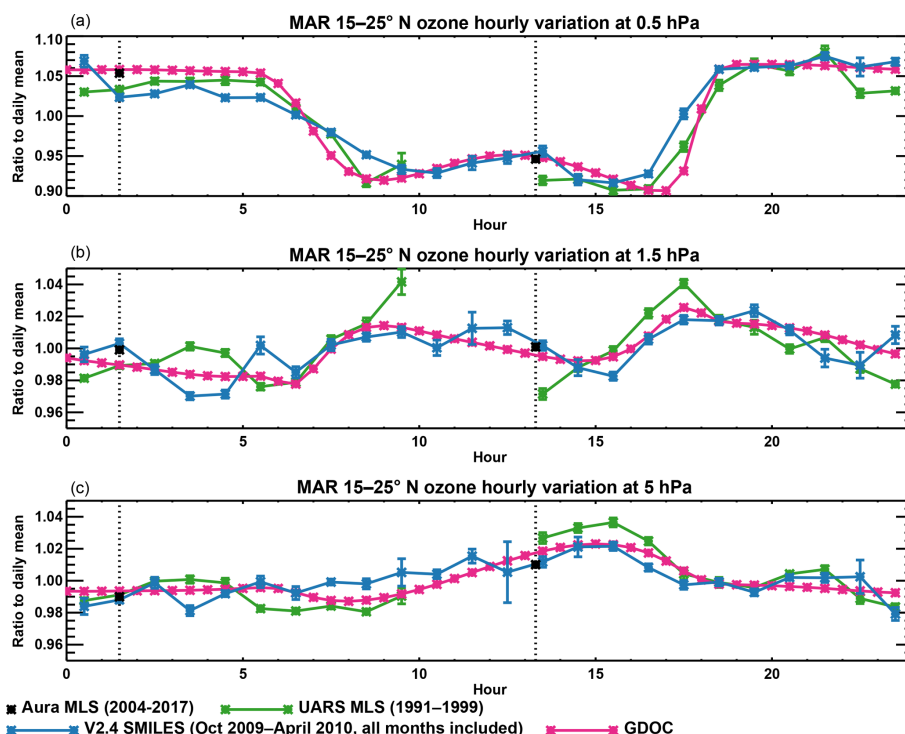 (a)
MAR 15–25° N ozone hourly variation at 0.5 hPa
Ratio to daily mean
1.10
1.05
1.00
0.95
0.90
0 5 10 15 20
Hour
(b)
MAR 15–25° N ozone hourly variation at 1.5 hPa
Ratio to daily mean
1.04
1.02
1.00
0.98
0.96
0 5 10 15 20
Hour
(c)
MAR 15–25° N ozone hourly variation at 5 hPa
Ratio to daily mean
1.04
1.02
1.00
0.98
0.96
0 5 10 15 20
Hour
Aura MLS (2004-2017) UARS MLS (1991–1999)
V2.4 SMILES (Oct 2009–April 2010, all months included) GDOC